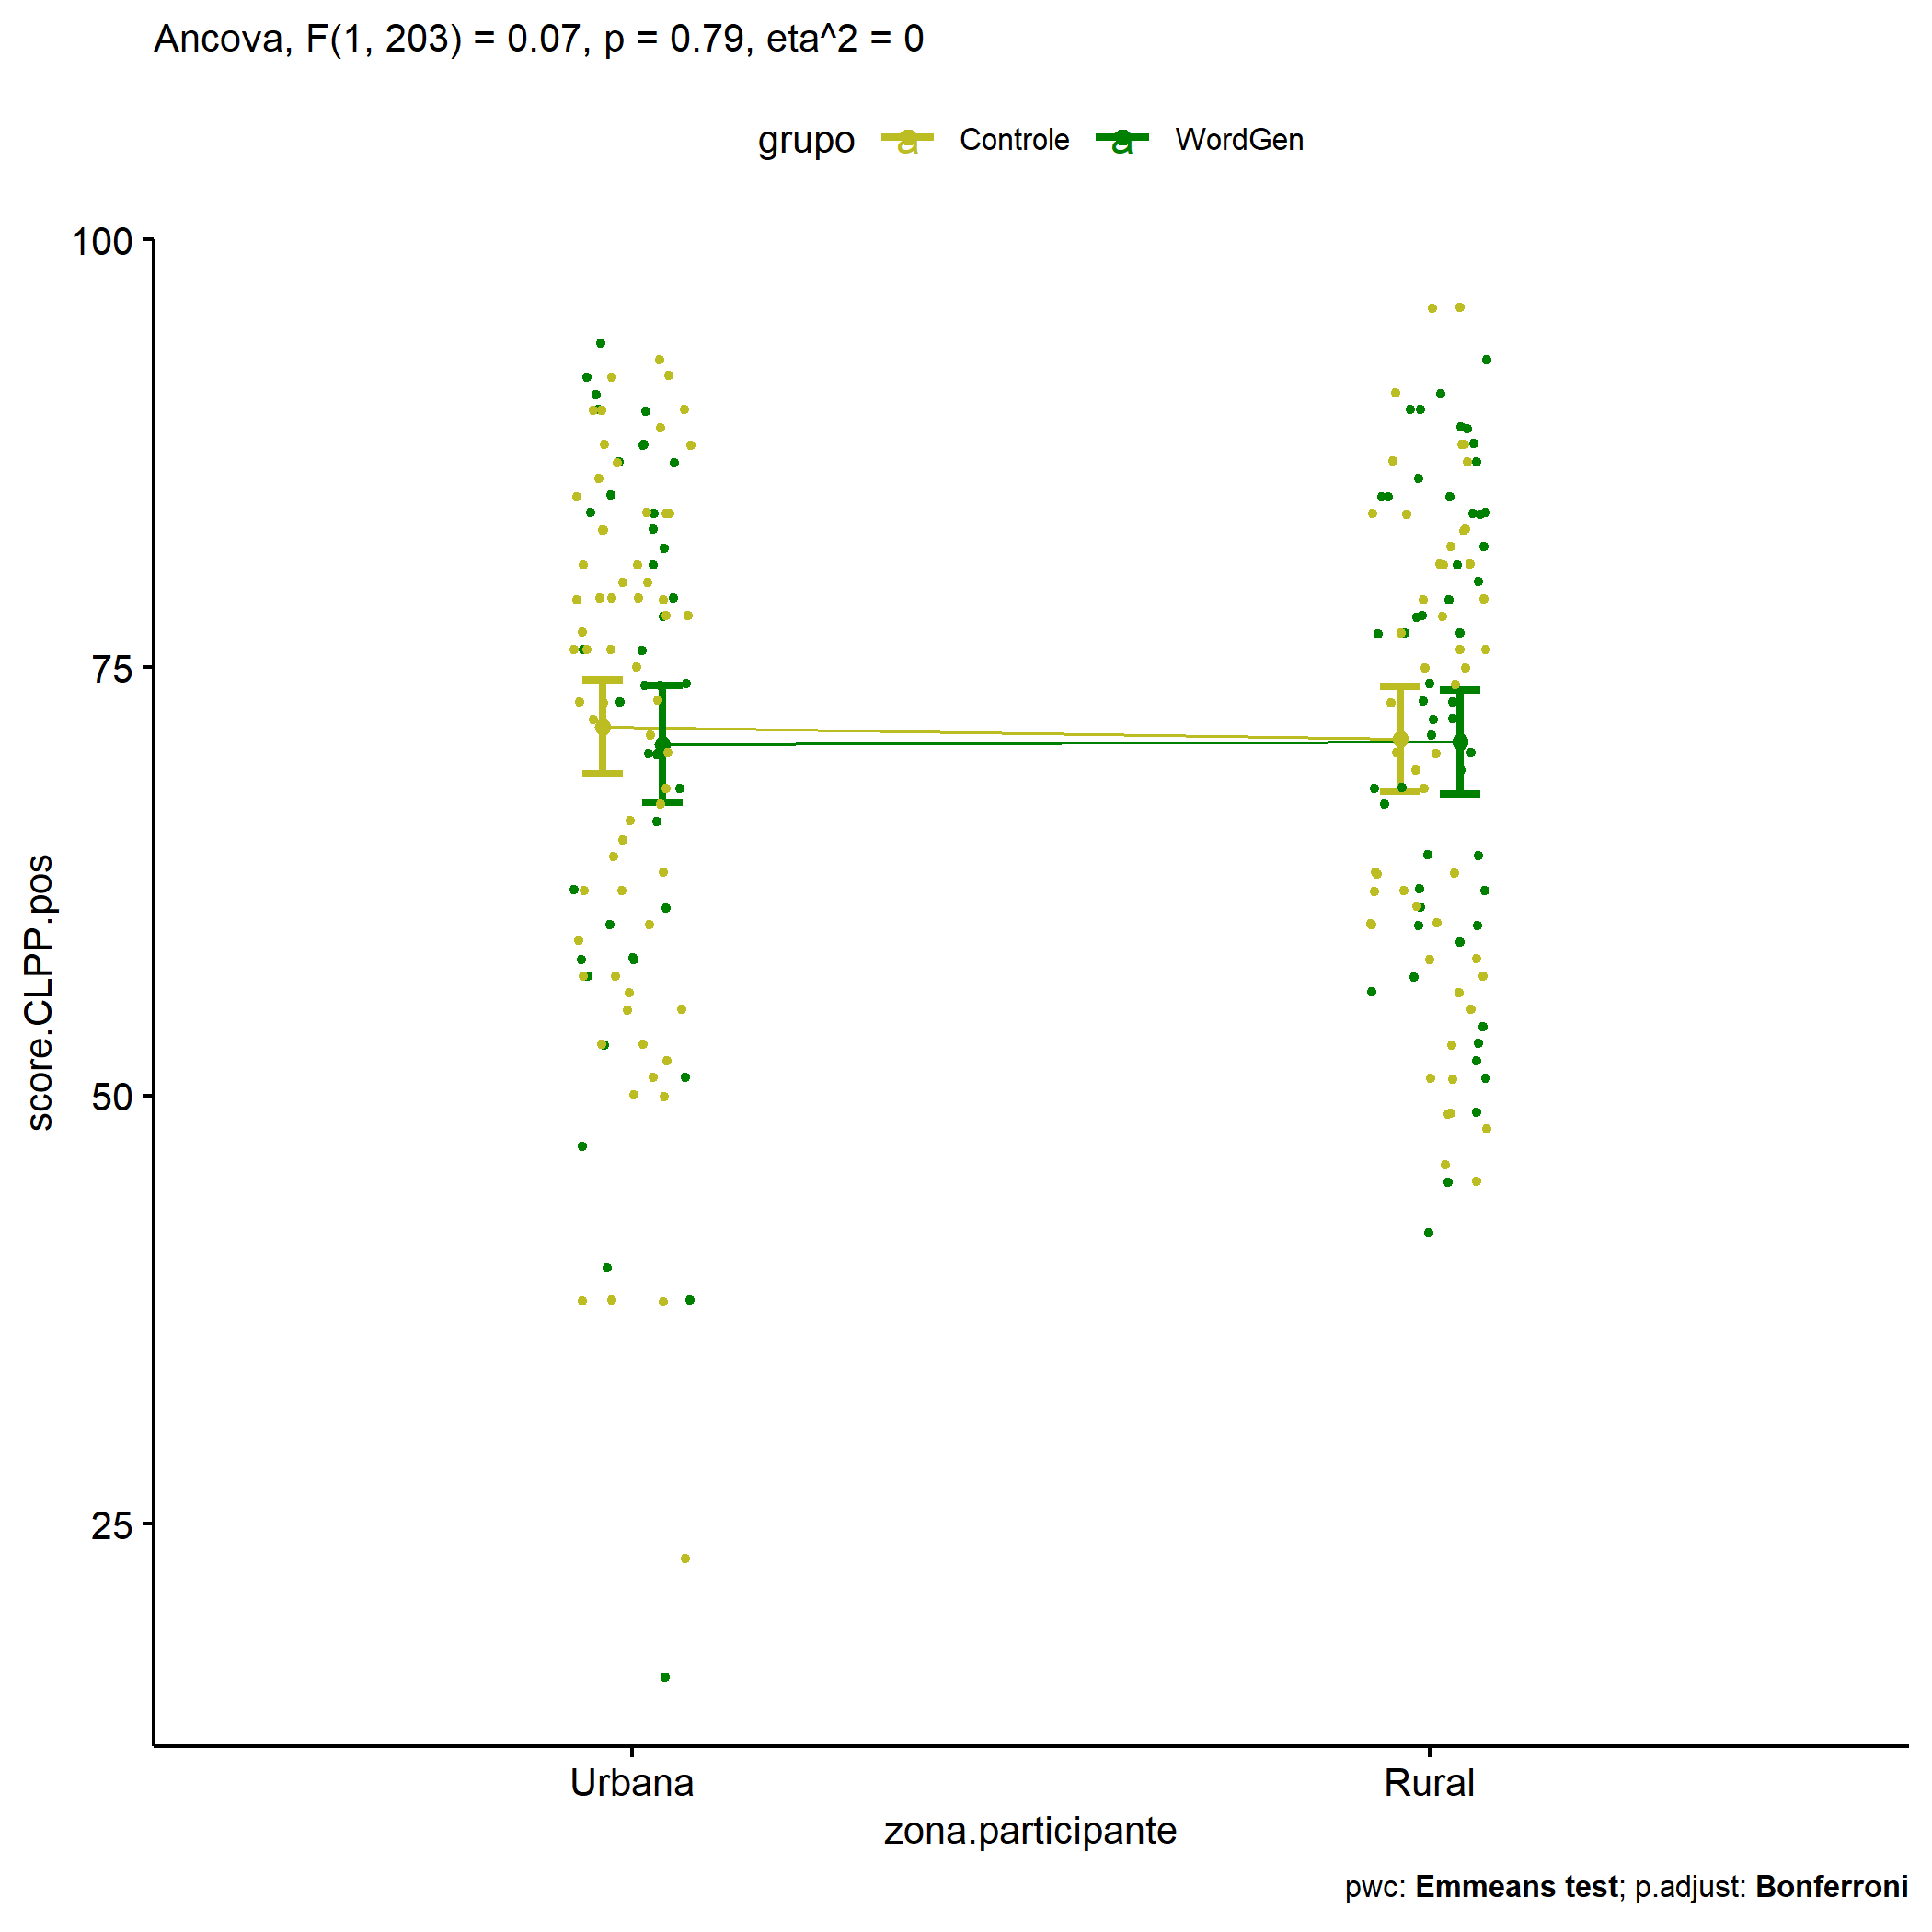 Ancova, F(1, 203) = 0.07, p = 0.79, eta^2 = 0
grupo a Controle a WordGen
100
75
50
25
score.CLPP.pos
Urbana Rural
zona.participante
pwc: Emmeans test; p.adjust: Bonferroni